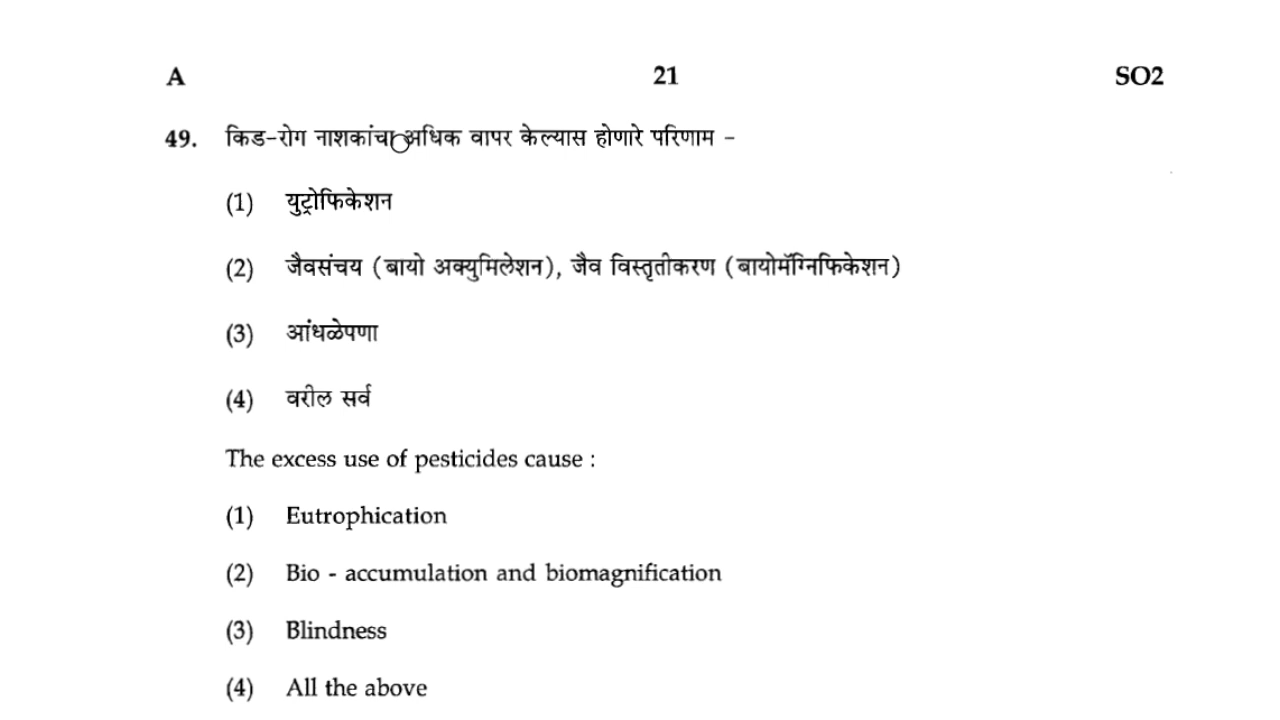 A 21 SO2
49. किड-रोग नाशकांचा अधिक वापर केल्यास होणारे परिणाम -
(1) युट्रोफिकेशन
(2) जैवसंचय (बायो अक्युमिलेशन), जैव विस्तृतीकरण (बायोमॅग्निफिकेशन)
(3) आंधळेपणा
(4) वरील सर्व
The excess use of pesticides cause :
(1) Eutrophication
(2) Bio - accumulation and biomagnification
(3) Blindness
(4) All the above